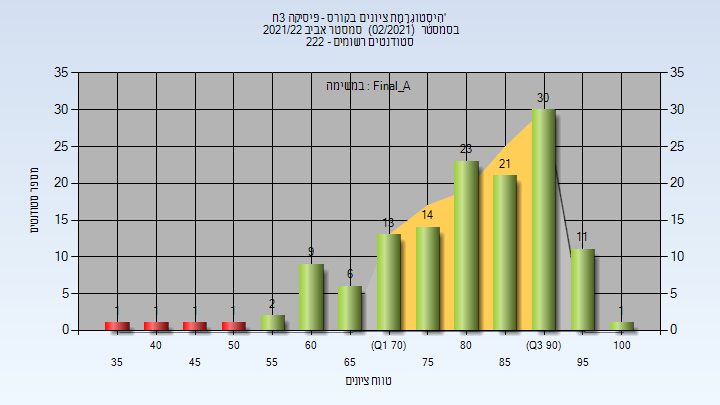 היסטוגרמת ציונים בקורס - פיסיקה 3ח'
בסמסטר (02/2021) סמסטר אביב 2021/22
סטודנטים רשומים - 222
במשימה : Final_A
מספר סטודנטים
35 30 25 20 15 10 5 0
35 30 25 20 15 10 5 0
1 1 1 1 2 9 6 13 14 23 21 30 11 1
40 50 60 (Q1 70) 80 (Q3 90) 100
35 45 55 65 75 85 95
טווח ציונים